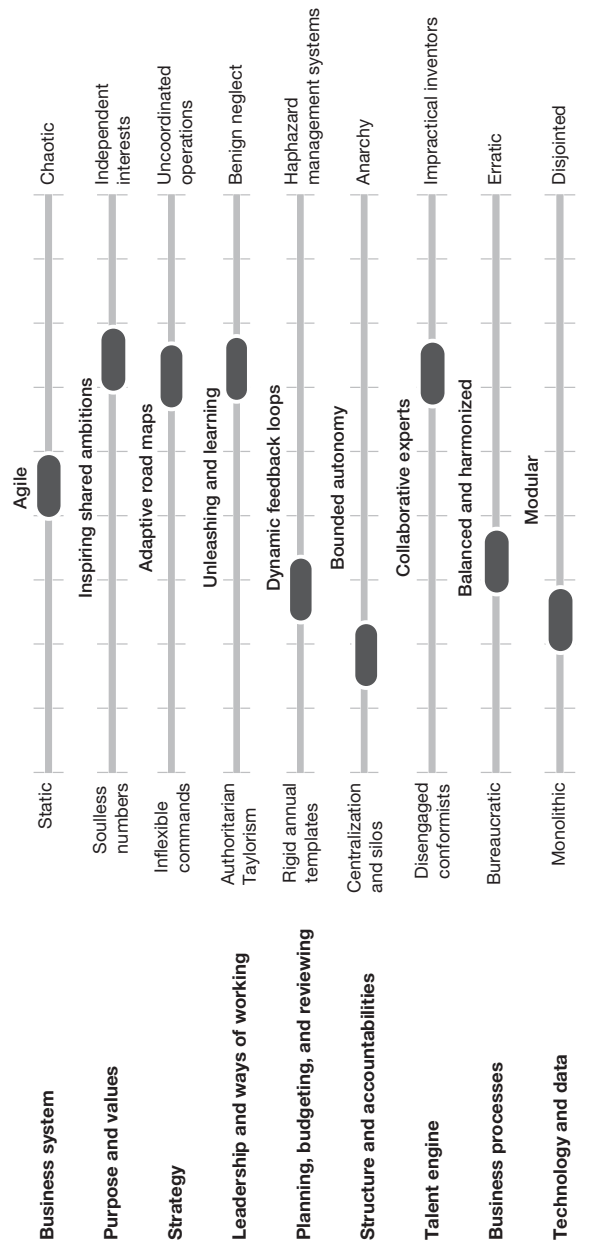 Business system
Static
Agile
Chaotic
Purpose and values
Soulless
numbers
Inspiring shared ambitions
Independent
interests
Strategy
Inflexible
commands
Adaptive road maps
Uncoordinated
operations
Leadership and ways of working
Authoritarian
Taylorism
Unleashing and learning
Benign neglect
Planning, budgeting, and reviewing
Rigid annual
templates
Dynamic feedback loops
Haphazard
management systems
Structure and accountabilities
Centralization
and silos
Bounded autonomy
Anarchy
Talent engine
Disengaged
conformists
Collaborative experts
Impractical inventors
Business processes
Bureaucratic
Balanced and harmonized
Erratic
Technology and data
Monolithic
Modular
Disjointed